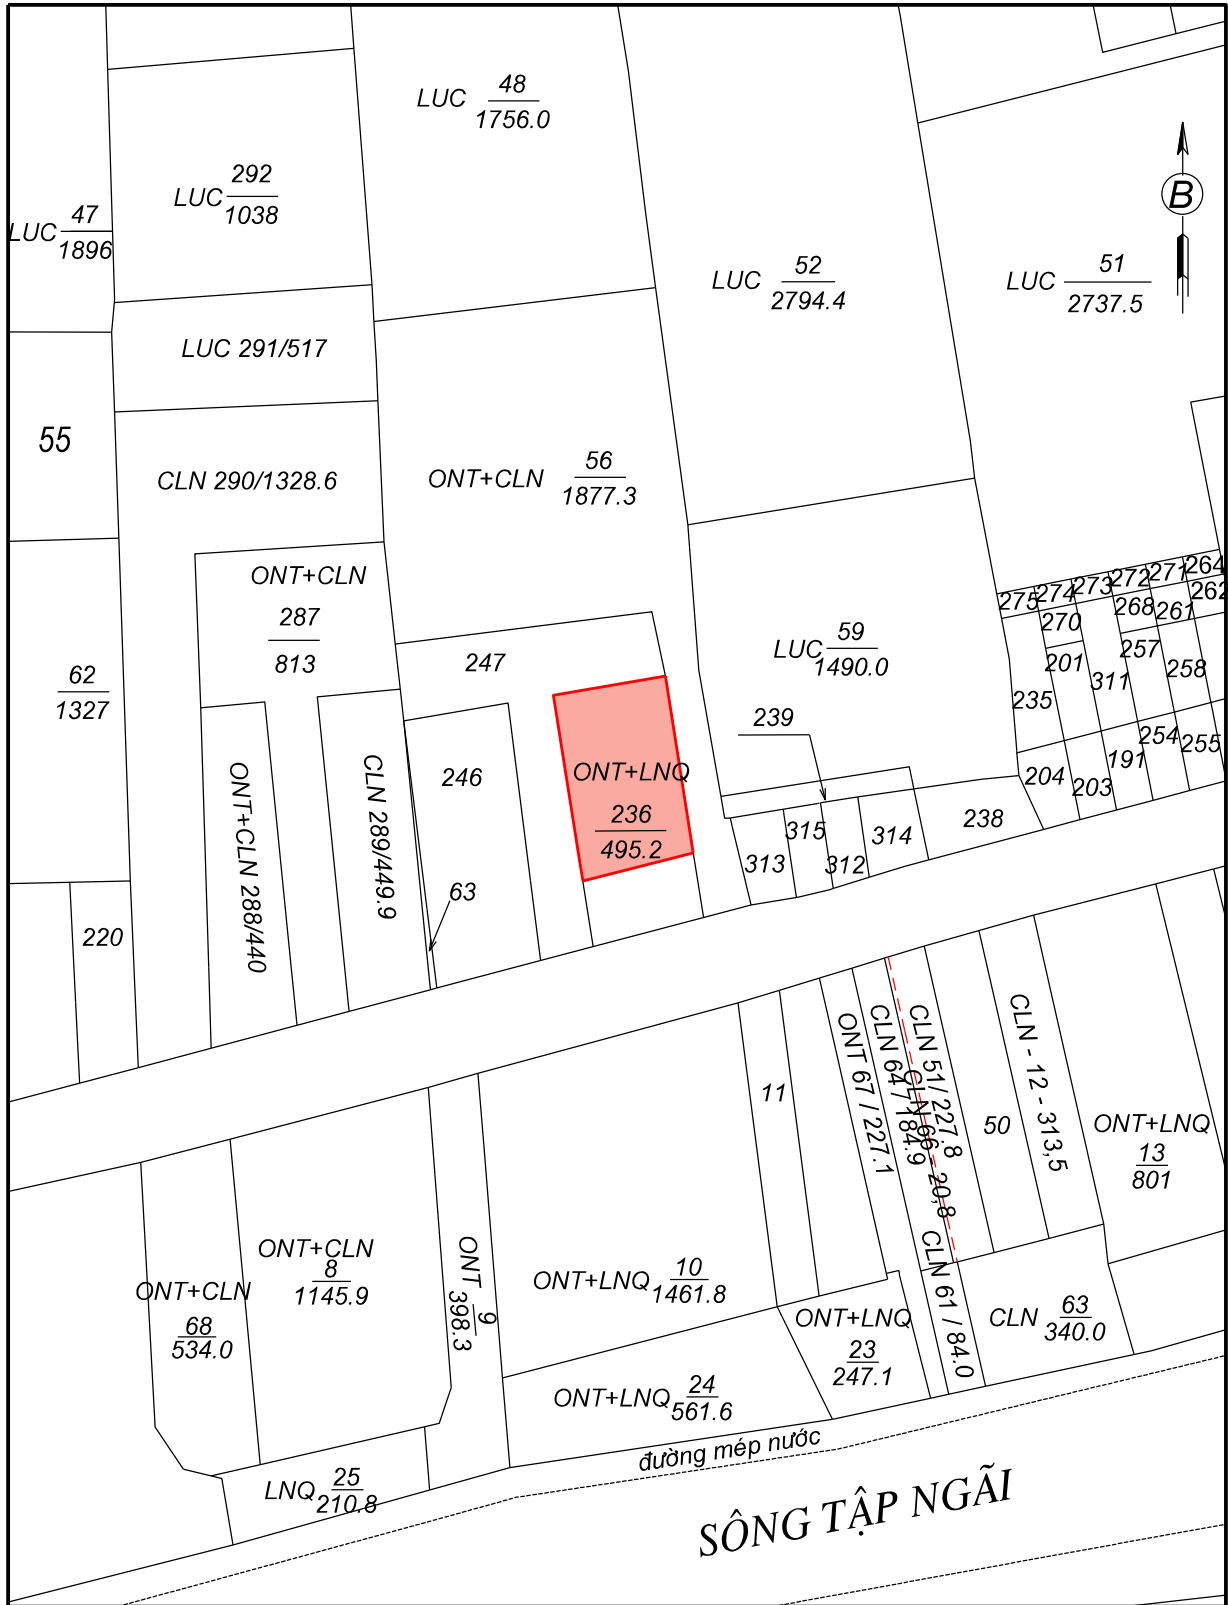 LUC 48
1756.0
LUC 292
1038
LUC 47
1896
B
LUC 52
2794.4
LUC 51
2737.5
LUC 291/517
55
CLN 290/1328.6
ONT+CLN 56
1877.3
ONT+CLN
287
813
247
LUC 59
1490.0
275
274
273
272
271
264
262
270
268
261
201
257
258
311
235
62
1327
239
246
ONT+LNQ
236
495.2
ONT+CLN 288/440
CLN 289/449.9
63
204
203
191
254
255
313
315
312
314
238
220
11
ONT 67 / 227.1
CLN 64 / 184.9
CLN 51/ 227.8
CLN 66 - 20,8
50
CLN - 12 - 313,5
ONT+LNQ
13
801
ONT+CLN
8
1145.9
ONT+CLN
68
534.0
ONT 9
398.3
ONT+LNQ 10
1461.8
ONT+LNQ
23
247.1
CLN 61 / 84.0
CLN 63
340.0
ONT+LNQ 24
561.6
LNQ 25
210.8
đường mép nước
SÔNG TẬP NGÃI